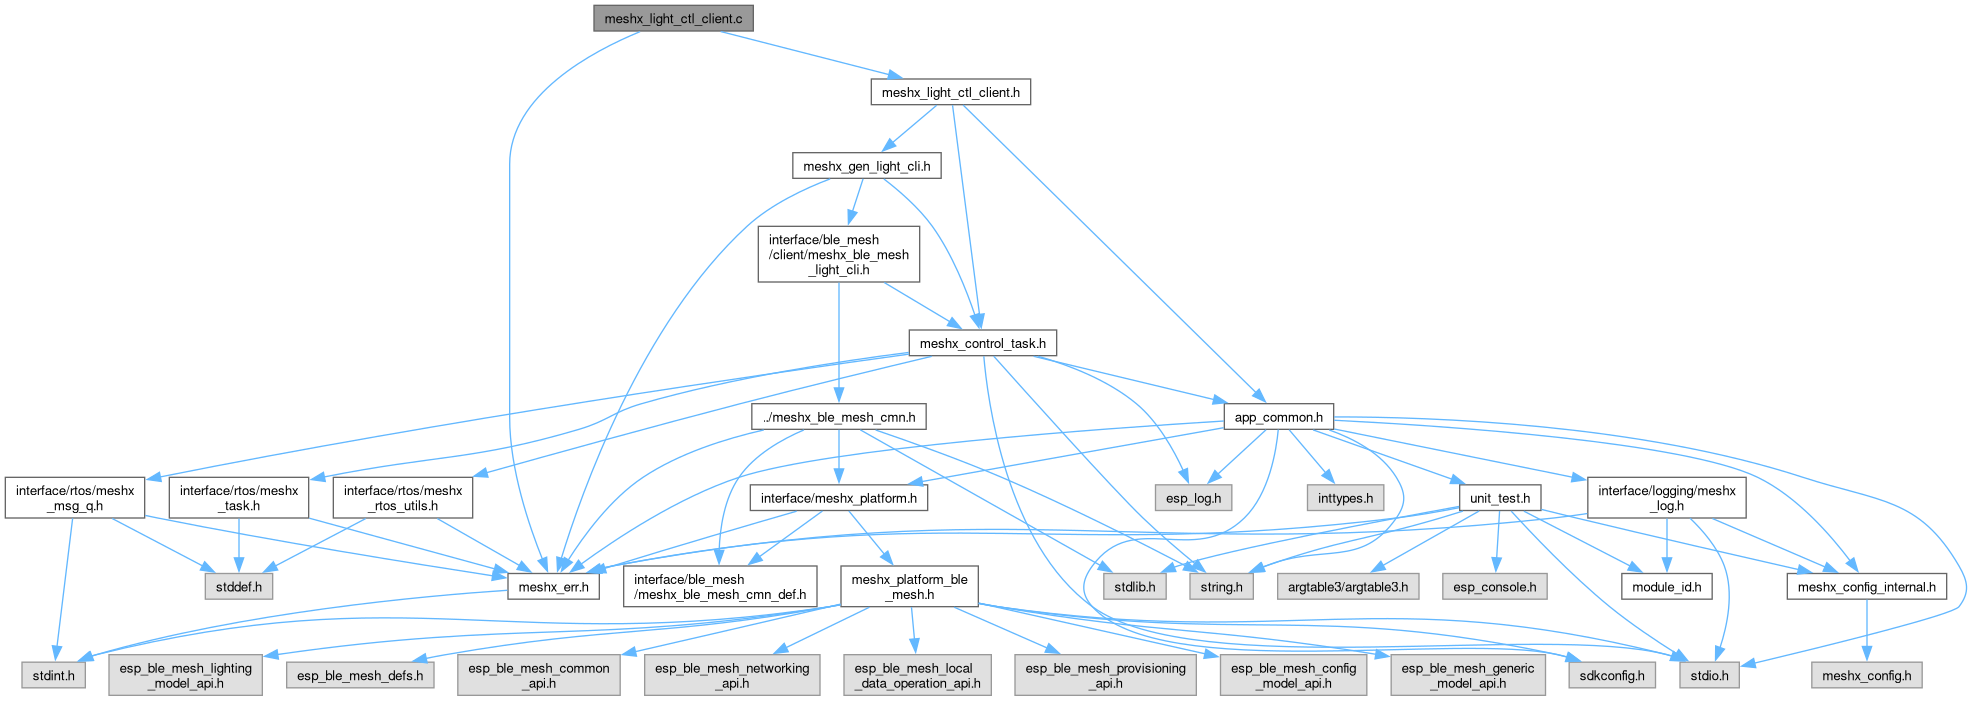 meshx_light_ctl_client.c
meshx_light_ctl_client.h
meshx_gen_light_cli.h
interface/ble_mesh
/client/meshx_ble_mesh
_light_cli.h
meshx_control_task.h
../meshx_ble_mesh_cmn.h
app_common.h
interface/rtos/meshx
_msg_q.h
interface/rtos/meshx
_task.h
interface/rtos/meshx
_rtos_utils.h
interface/meshx_platform.h
esp_log.h
inttypes.h
unit_test.h
interface/logging/meshx
_log.h
stddef.h
meshx_err.h
interface/ble_mesh
/meshx_ble_mesh_cmn_def.h
meshx_platform_ble
_mesh.h
stdlib.h
string.h
argtable3/argtable3.h
esp_console.h
module_id.h
meshx_config_internal.h
stdint.h
esp_ble_mesh_lighting
_model_api.h
esp_ble_mesh_defs.h
esp_ble_mesh_common
_api.h
esp_ble_mesh_networking
_api.h
esp_ble_mesh_local
_data_operation_api.h
esp_ble_mesh_provisioning
_api.h
esp_ble_mesh_config
_model_api.h
esp_ble_mesh_generic
_model_api.h
sdkconfig.h
stdio.h
meshx_config.h